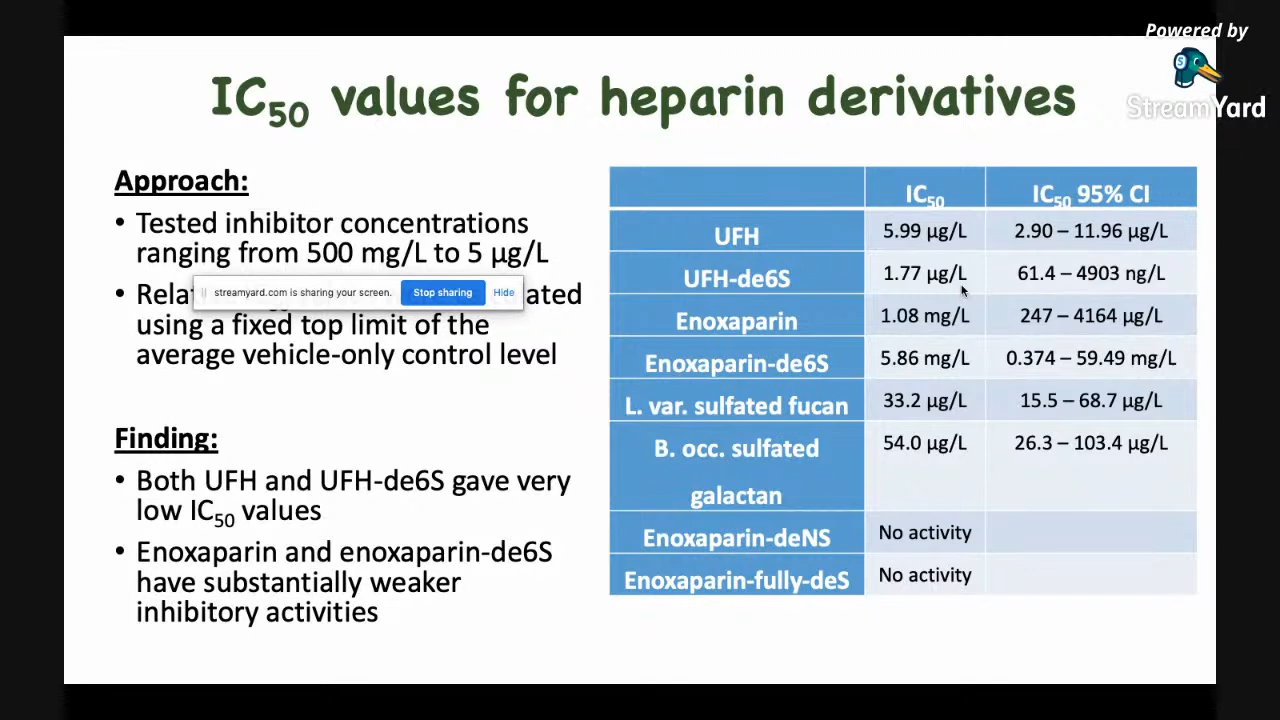 Powered by
StreamYard
IC50 values for heparin derivatives
Approach:
• Tested inhibitor concentrations
ranging from 500 mg/L to 5 µg/L
streamyard.com is sharing your screen. Stop sharing Hide
using a fixed top limit of the
average vehicle-only control level
Finding:
• Both UFH and UFH-de6S gave very
low IC50 values
• Enoxaparin and enoxaparin-de6S
have substantially weaker
inhibitory activities
IC50 IC50 95% CI
UFH 5.99 µg/L 2.90 – 11.96 µg/L
UFH-de6S 1.77 µg/L 61.4 – 4903 ng/L
Enoxaparin 1.08 mg/L 247 – 4164 µg/L
Enoxaparin-de6S 5.86 mg/L 0.374 – 59.49 mg/L
L. var. sulfated fucan 33.2 µg/L 15.5 – 68.7 µg/L
B. occ. sulfated 54.0 µg/L 26.3 – 103.4 µg/L
galactan
Enoxaparin-deNS No activity
Enoxaparin-fully-deS No activity